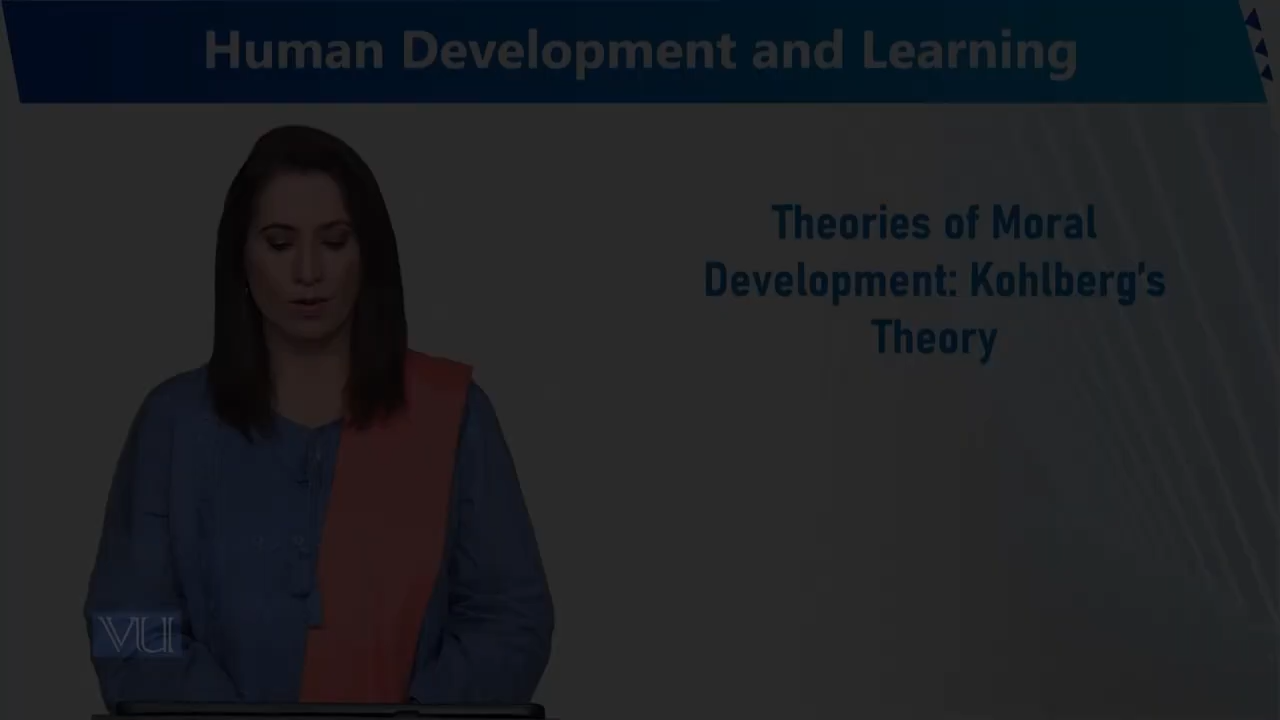 Human Development and Learning
Theories of Moral
Development: Kohlberg's
Theory
VU